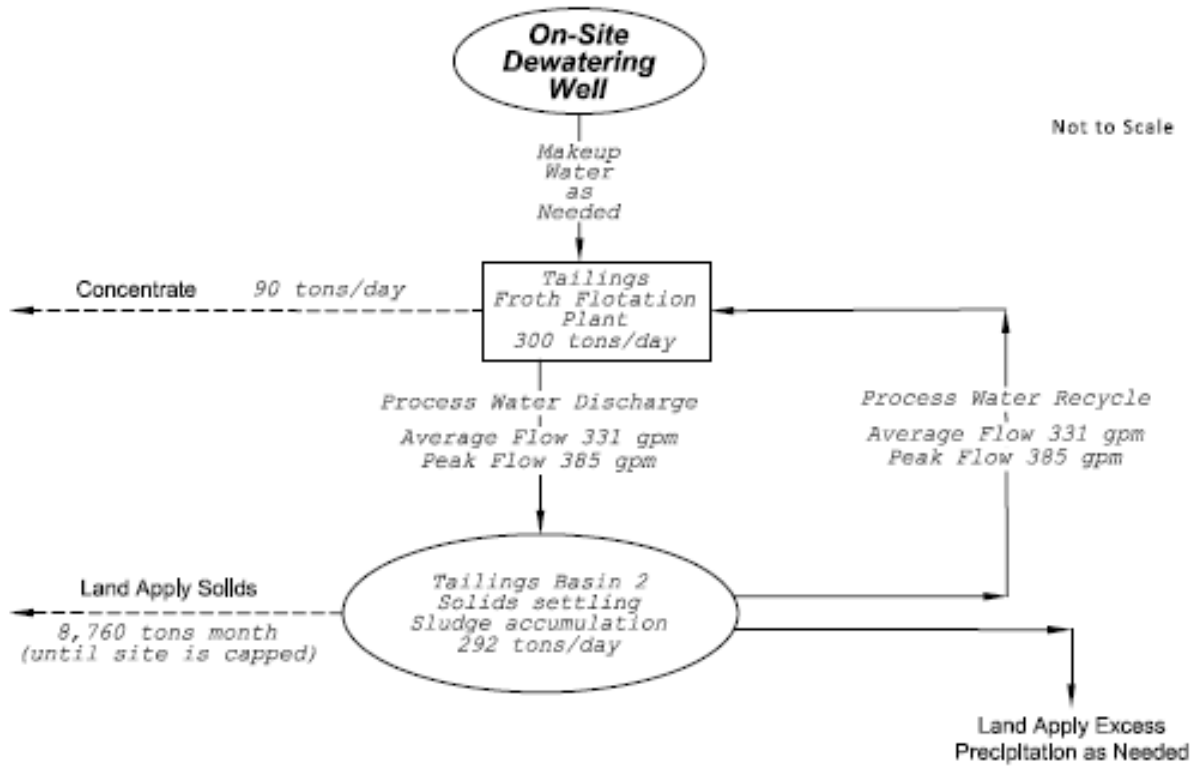 On-Site
Dewatering
Well
Not to Scale
Makeup
Water
as
Needed
Concentrate 90 tons/day
Tailings
Froth Flotation
Plant
300 tons/day
Process Water Discharge
Average Flow 331 gpm
Peak Flow 385 gpm
Process Water Recycle
Average Flow 331 gpm
Peak Flow 385 gpm
Land Apply Solids
8,760 tons month
(until site is capped)
Tailings Basin 2
Solids settling
Sludge accumulation
292 tons/day
Land Apply Excess
Precipitation as Needed